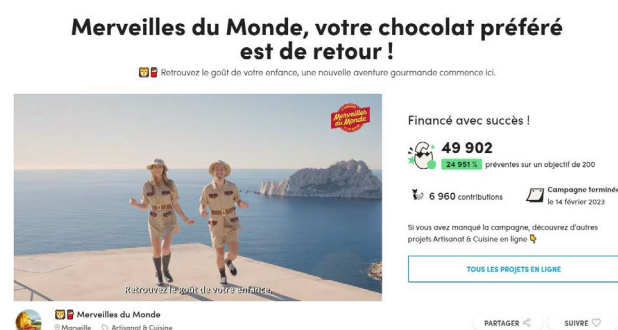 Merveilles du Monde, votre chocolat préféré
est de retour !
Retrouvez le goût de votre enfance, une nouvelle aventure gourmande commence ici.
Merveilles
du Monde
Retrouvez le goût de votre enfance,
Financé avec succès !
49 902
24 951 % préventes sur un objectif de 200
6 960 contributions
Campagne terminée
le 14 février 2023
Si vous avez manqué la campagne, découvrez d'autres
projets Artisanat & Cuisine en ligne
TOUS LES PROJETS EN LIGNE
Merveilles du Monde
Marseille Artisanat & Cuisine
PARTAGER SUIVRE